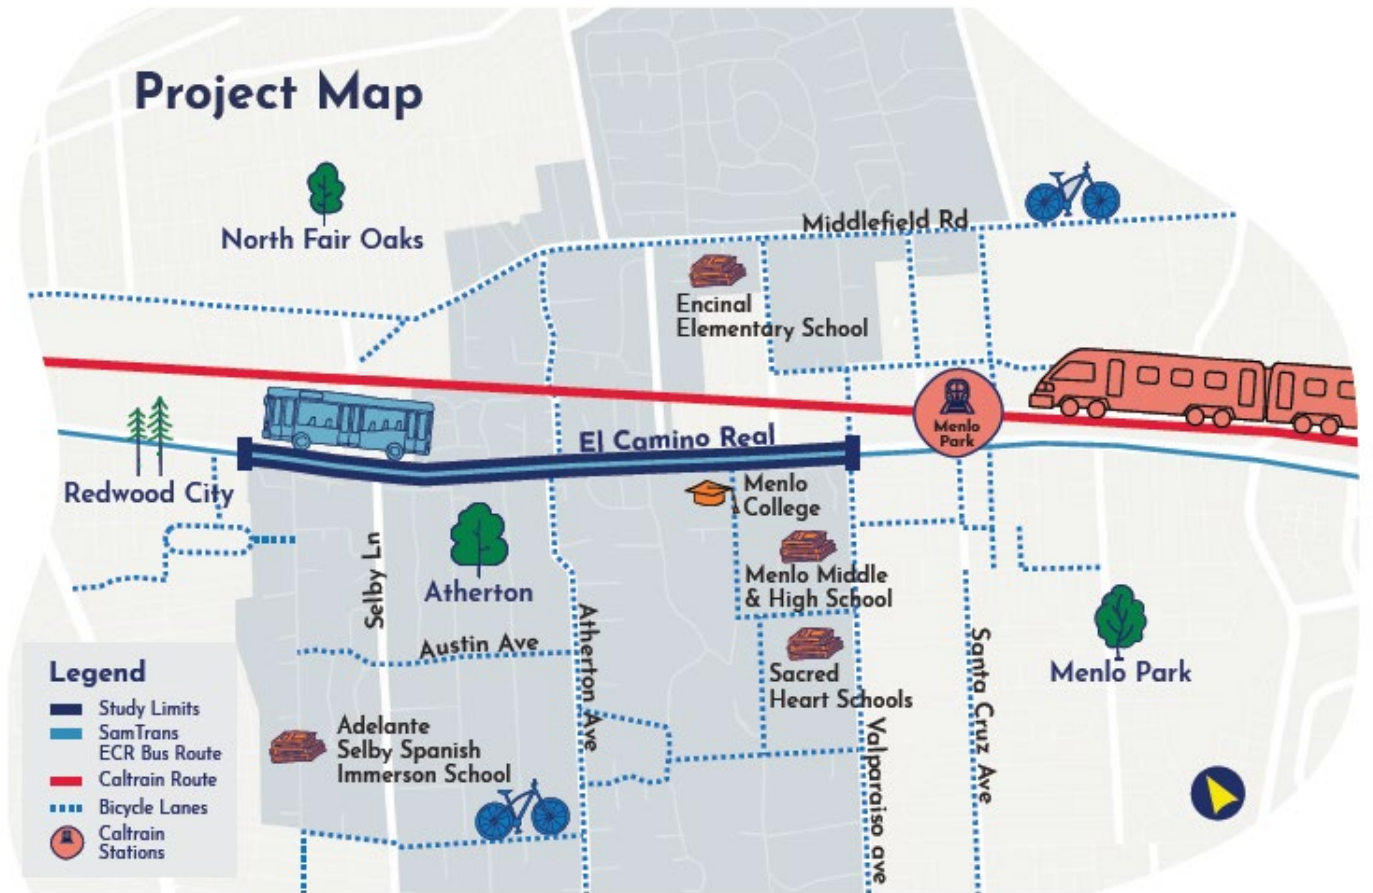 Project Map
North Fair Oaks
Middlefield Rd
Encinal
Elementary School
Menlo
Park
El Camino Real
Redwood City
Menlo
College
Selby Ln
Atherton
Menlo Middle
& High School
Austin Ave
Atherton Ave
Sacred
Heart Schools
Santa Cruz Ave
Menlo Park
Valparaiso ave
Adelante
Selby Spanish
Immerson School
Legend
Study Limits
SamTrans
ECR Bus Route
Caltrain Route
Bicycle Lanes
Caltrain
Stations